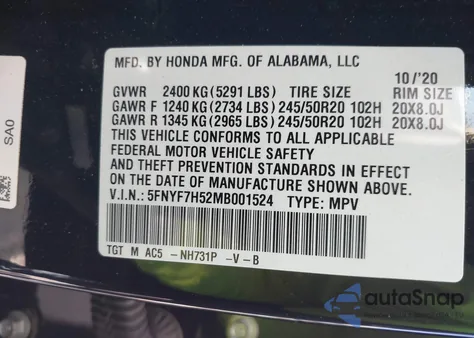 MFD. BY HONDA MFG. OF ALABAMA, LLC
10/'20
GVWR 2400 KG (5291 LBS) TIRE SIZE RIM SIZE
GAWR F 1240 KG (2734 LBS) 245/50R20 102H 20X8.0J
GAWR R 1345 KG (2965 LBS) 245/50R20 102H 20X8.0J
THIS VEHICLE CONFORMS TO ALL APPLICABLE
FEDERAL MOTOR VEHICLE SAFETY
AND THEFT PREVENTION STANDARDS IN EFFECT
ON THE DATE OF MANUFACTURE SHOWN ABOVE.
V.I.N.: 5FNYF7H52MB001524 TYPE: MPV
TGT M AC5 -NH731P -V-B
SA0
autoSnap